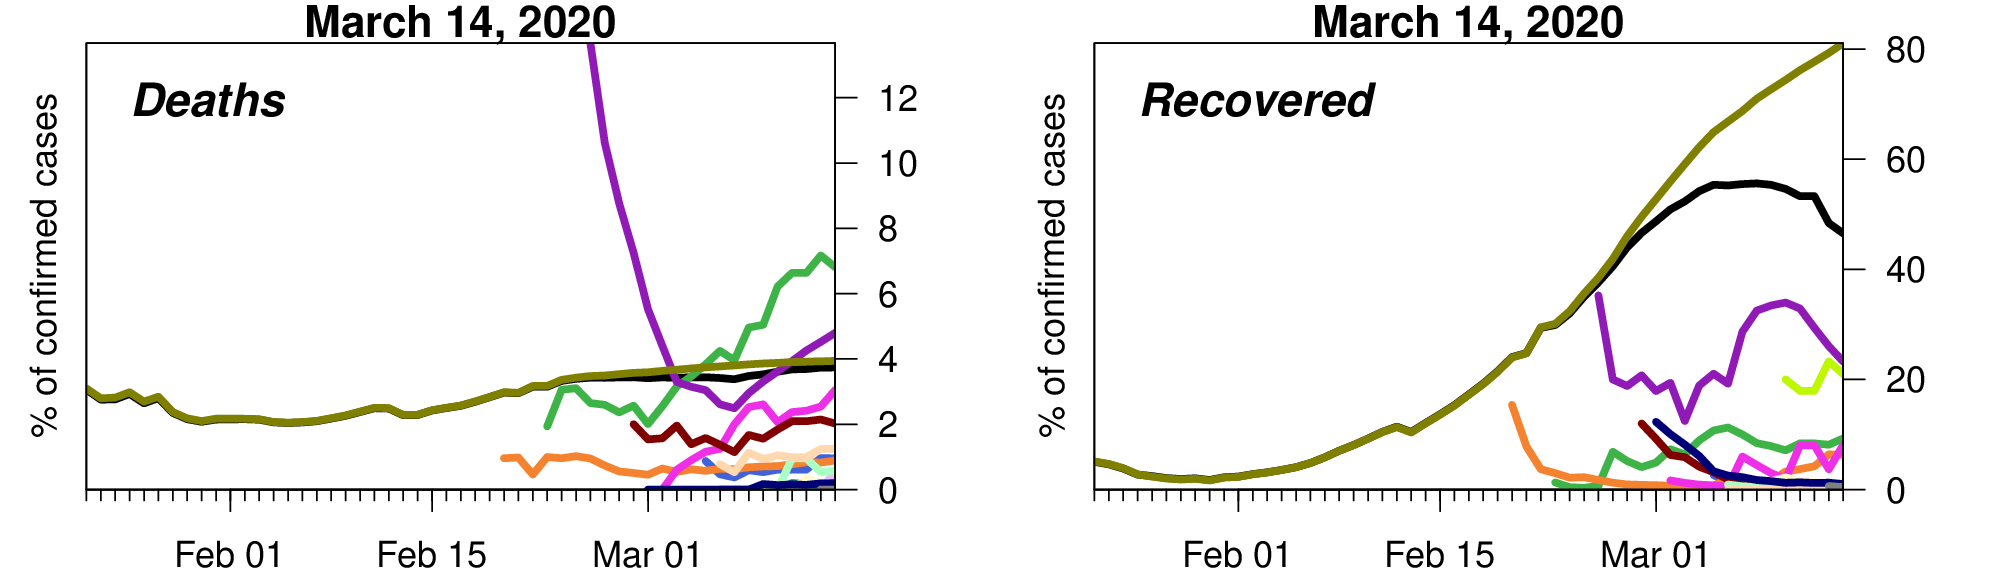 March 14, 2020
Deaths
% of confirmed cases
12
10
8
6
4
2
0
Feb 01
Feb 15
Mar 01
March 14, 2020
Recovered
% of confirmed cases
80
60
40
20
0
Feb 01
Feb 15
Mar 01